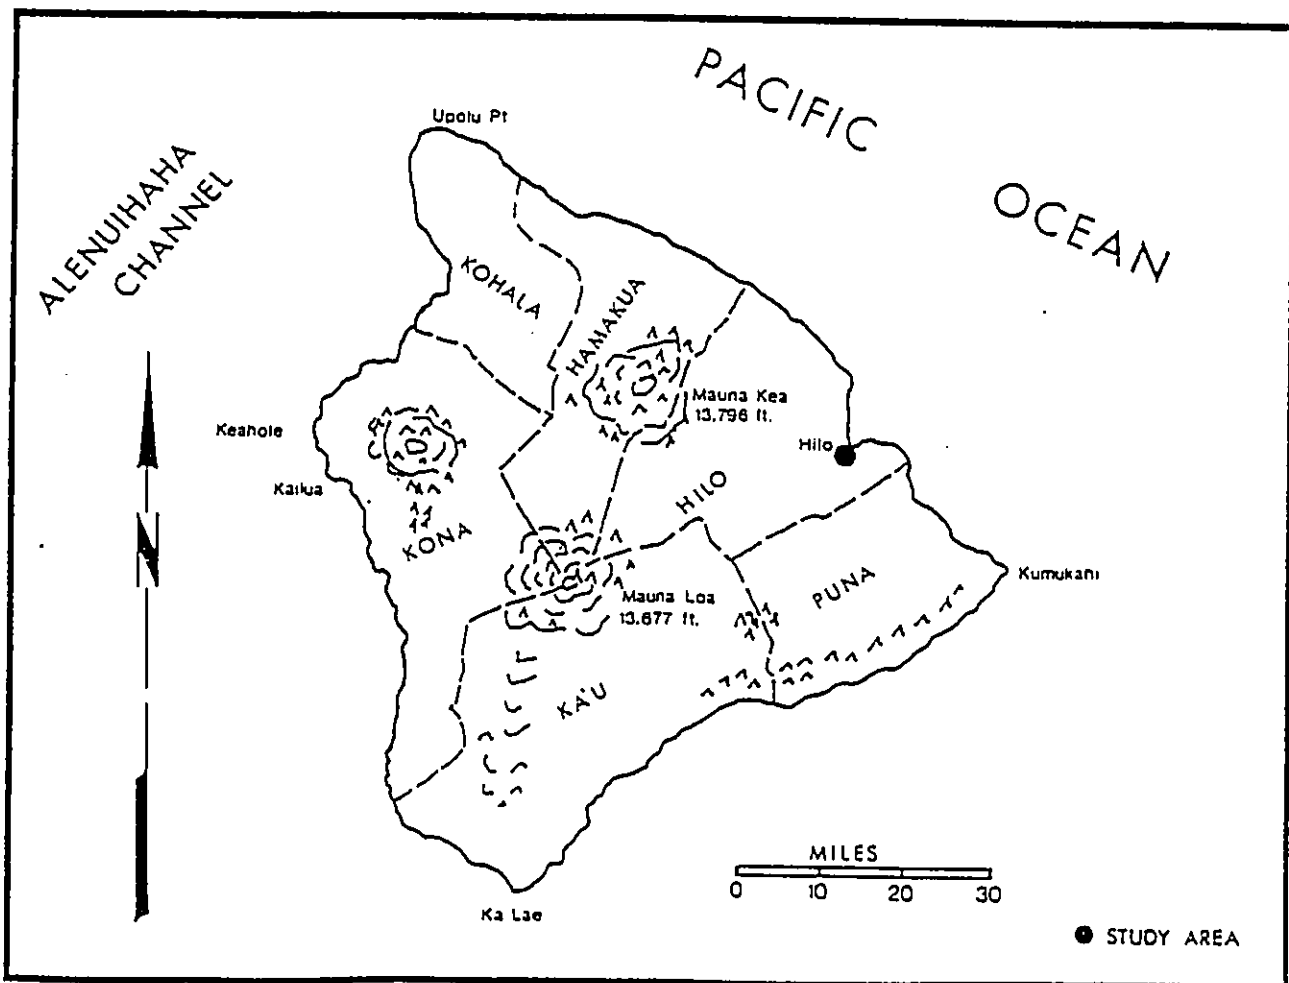 PACIFIC
OCEAN
Upolu Pt
ALENUIHAHA
CHANNEL
KOHALA
HAMAKUA
Mauna Kea
13,796 ft.
Keahole
Kailua
Hilo
HILO
KONA
N
Mauna Loa
13,677 ft.
PUNA
Kumukahi
KA'U
MILES
0 10 20 30
Ka Lae
STUDY AREA